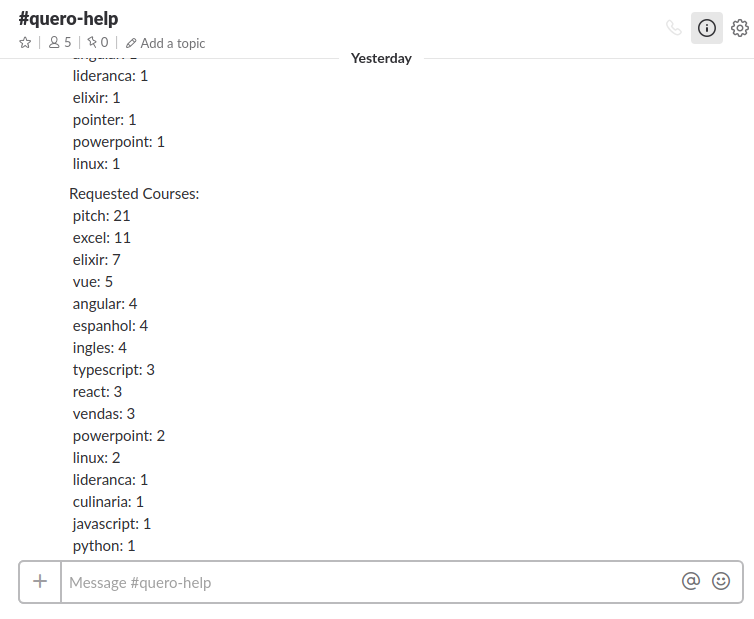 #quero-help
5 0 Add a topic
Yesterday
lideranca: 1
elixir: 1
pointer: 1
powerpoint: 1
linux: 1
Requested Courses:
pitch: 21
excel: 11
elixir: 7
vue: 5
angular: 4
espanhol: 4
ingles: 4
typescript: 3
react: 3
vendas: 3
powerpoint: 2
linux: 2
lideranca: 1
culinaria: 1
javascript: 1
python: 1
Message #quero-help